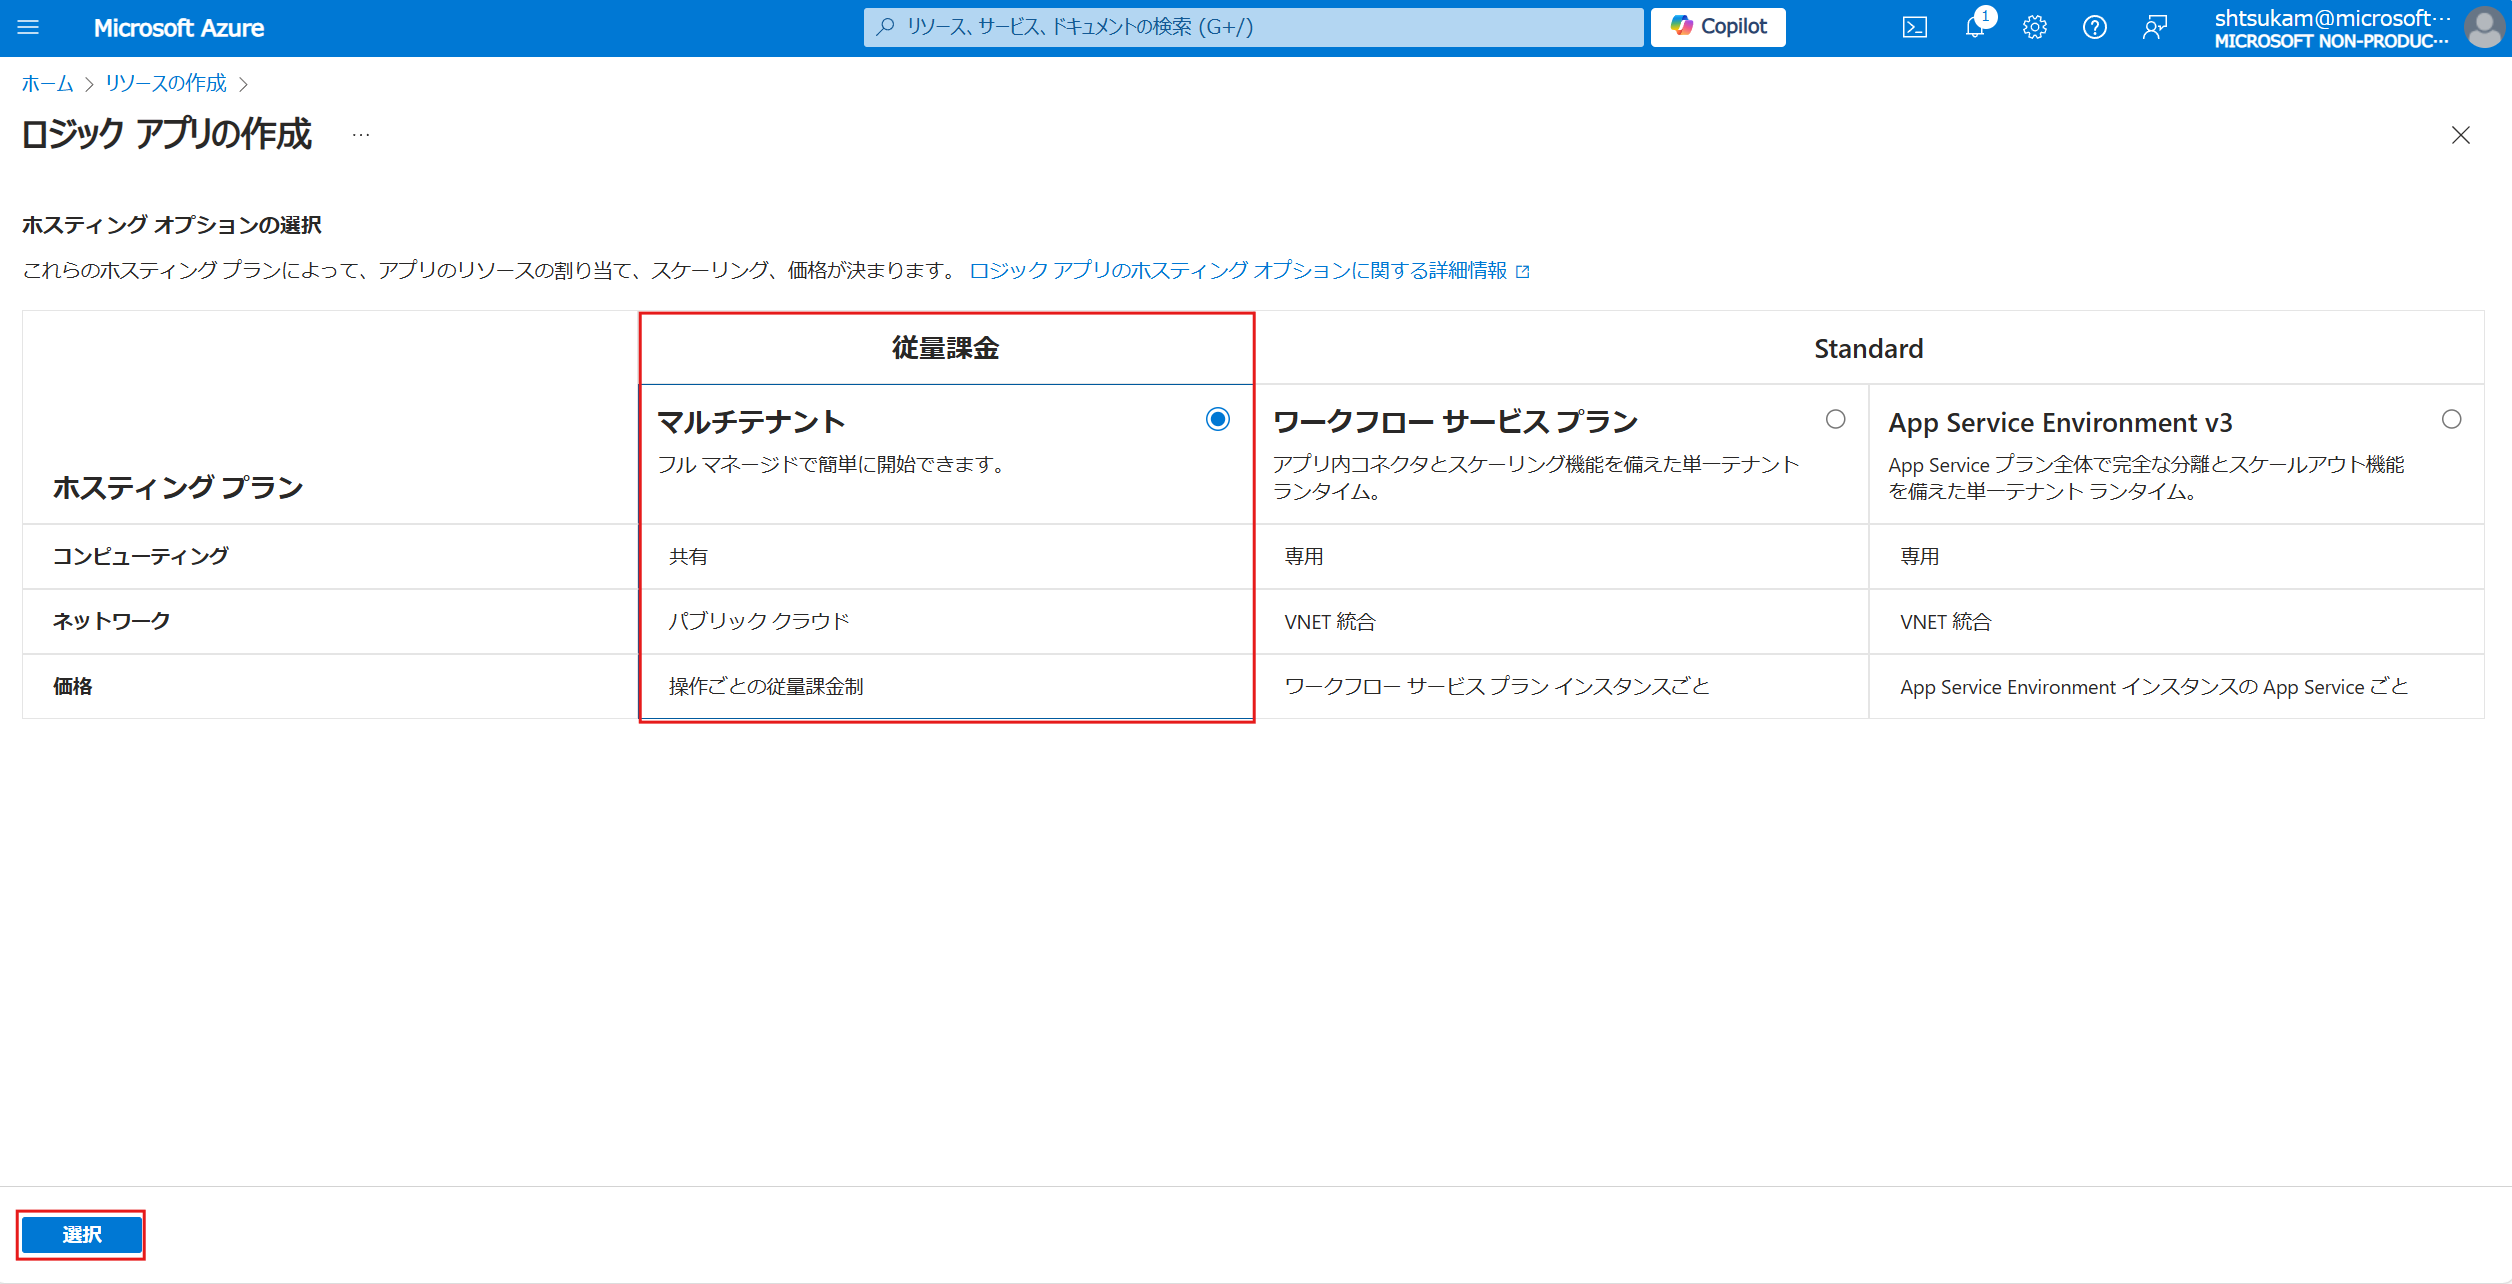 Microsoft Azure
リソース、サービス、ドキュメントの検索 (G+/)
Copilot
1
shtsukam@microsoft…
MICROSOFT NON-PRODUC…
ホーム > リソースの作成 >
ロジック アプリの作成 …
ホスティング オプションの選択
これらのホスティング プランによって、アプリのリソースの割り当て、スケーリング、価格が決まります。 ロジック アプリのホスティング オプションに関する詳細情報
従量課金
Standard
ホスティング プラン
マルチテナント
フル マネージドで簡単に開始できます。
ワークフロー サービス プラン
アプリ内コネクタとスケーリング機能を備えた単一テナント
ランタイム。
App Service Environment v3
App Service プラン全体で完全な分離とスケールアウト機能
を備えた単一テナント ランタイム。
コンピューティング
共有
専用
専用
ネットワーク
パブリック クラウド
VNET 統合
VNET 統合
価格
操作ごとの従量課金制
ワークフロー サービス プラン インスタンスごと
App Service Environment インスタンスの App Service ごと
選択